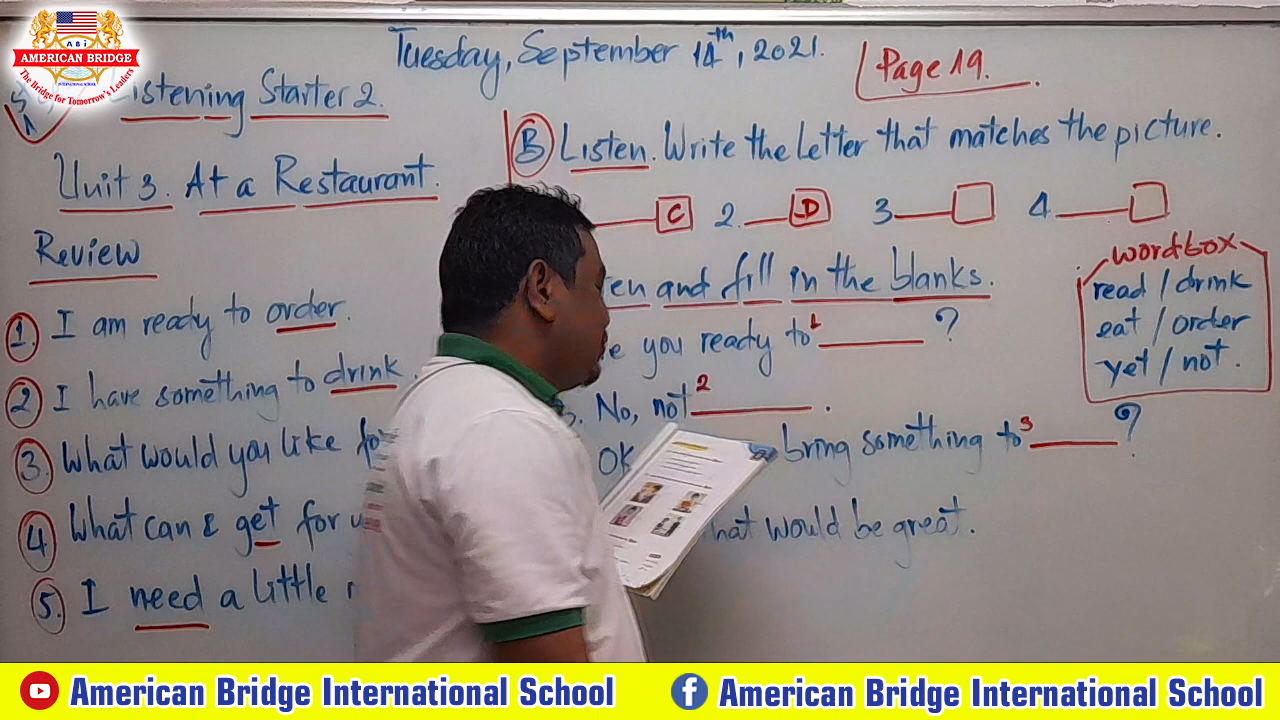 A B i
AMERICAN BRIDGE
INTERNATIONAL SCHOOL
The Bridge for Tomorrow's Leaders
Tuesday, September 14th, 2021.
Page 19.
Listening Starter 2.
Unit 3. At a Restaurant.
Review
1. I am ready to order.
2 I have something to drink.
3. What would you like
4 What can I get for
5. I need a little
B Listen. Write the Letter that matches the picture.
C 2. D 3 4
and fill in the blanks.
you ready to 1 ?
No, not 2 .
OK bring something to 3 ?
would be great.
wordbox
read / drink
eat / order
yet / not.
American Bridge International School
American Bridge International School